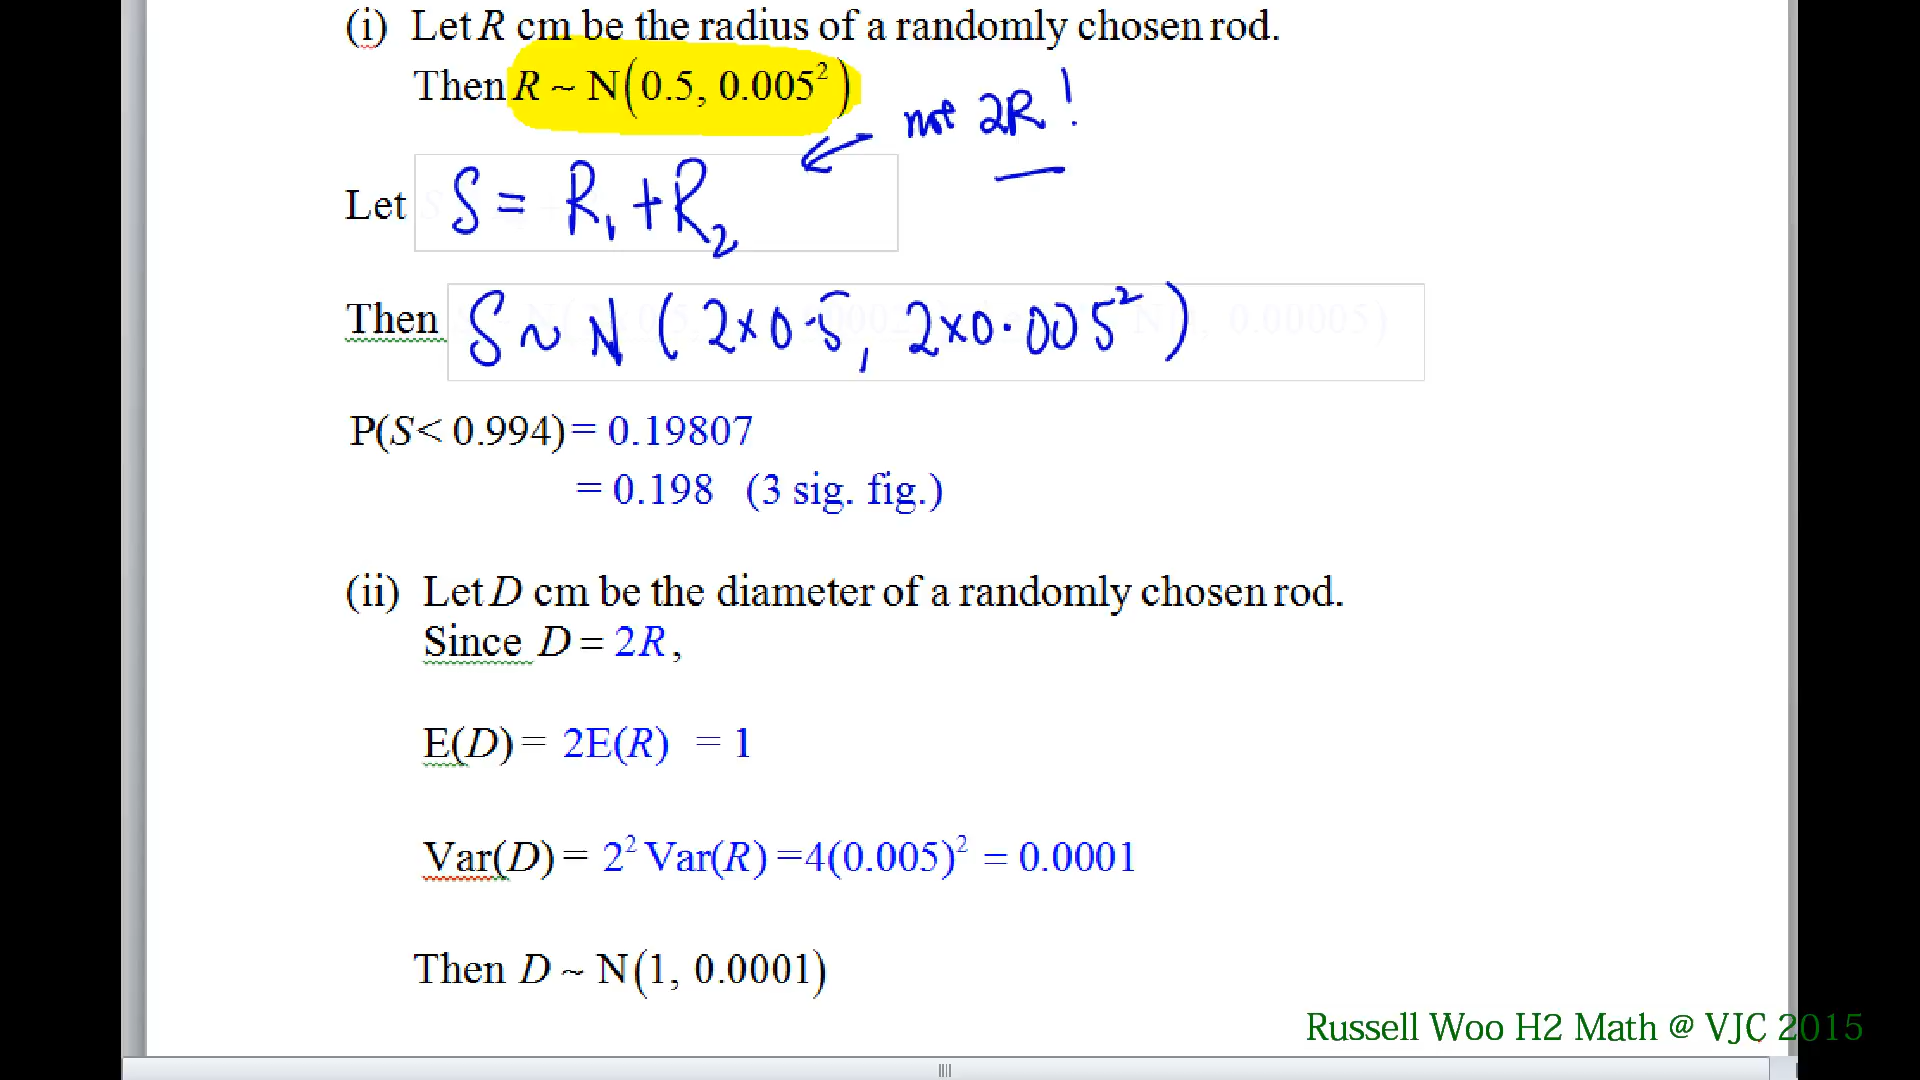 (i) Let R cm be the radius of a randomly chosen rod.
Then R ~ N(0.5, 0.005²)
not 2R!
Let S = R₁ + R₂
Then S ~ N (2×0.5, 2×0.005²)
P(S< 0.994) = 0.19807
= 0.198 (3 sig. fig.)
(ii) Let D cm be the diameter of a randomly chosen rod.
Since D = 2R,
E(D) = 2E(R) = 1
Var(D) = 2² Var(R) =4(0.005)² = 0.0001
Then D ~ N(1, 0.0001)
Russell Woo H2 Math @ VJC 2015